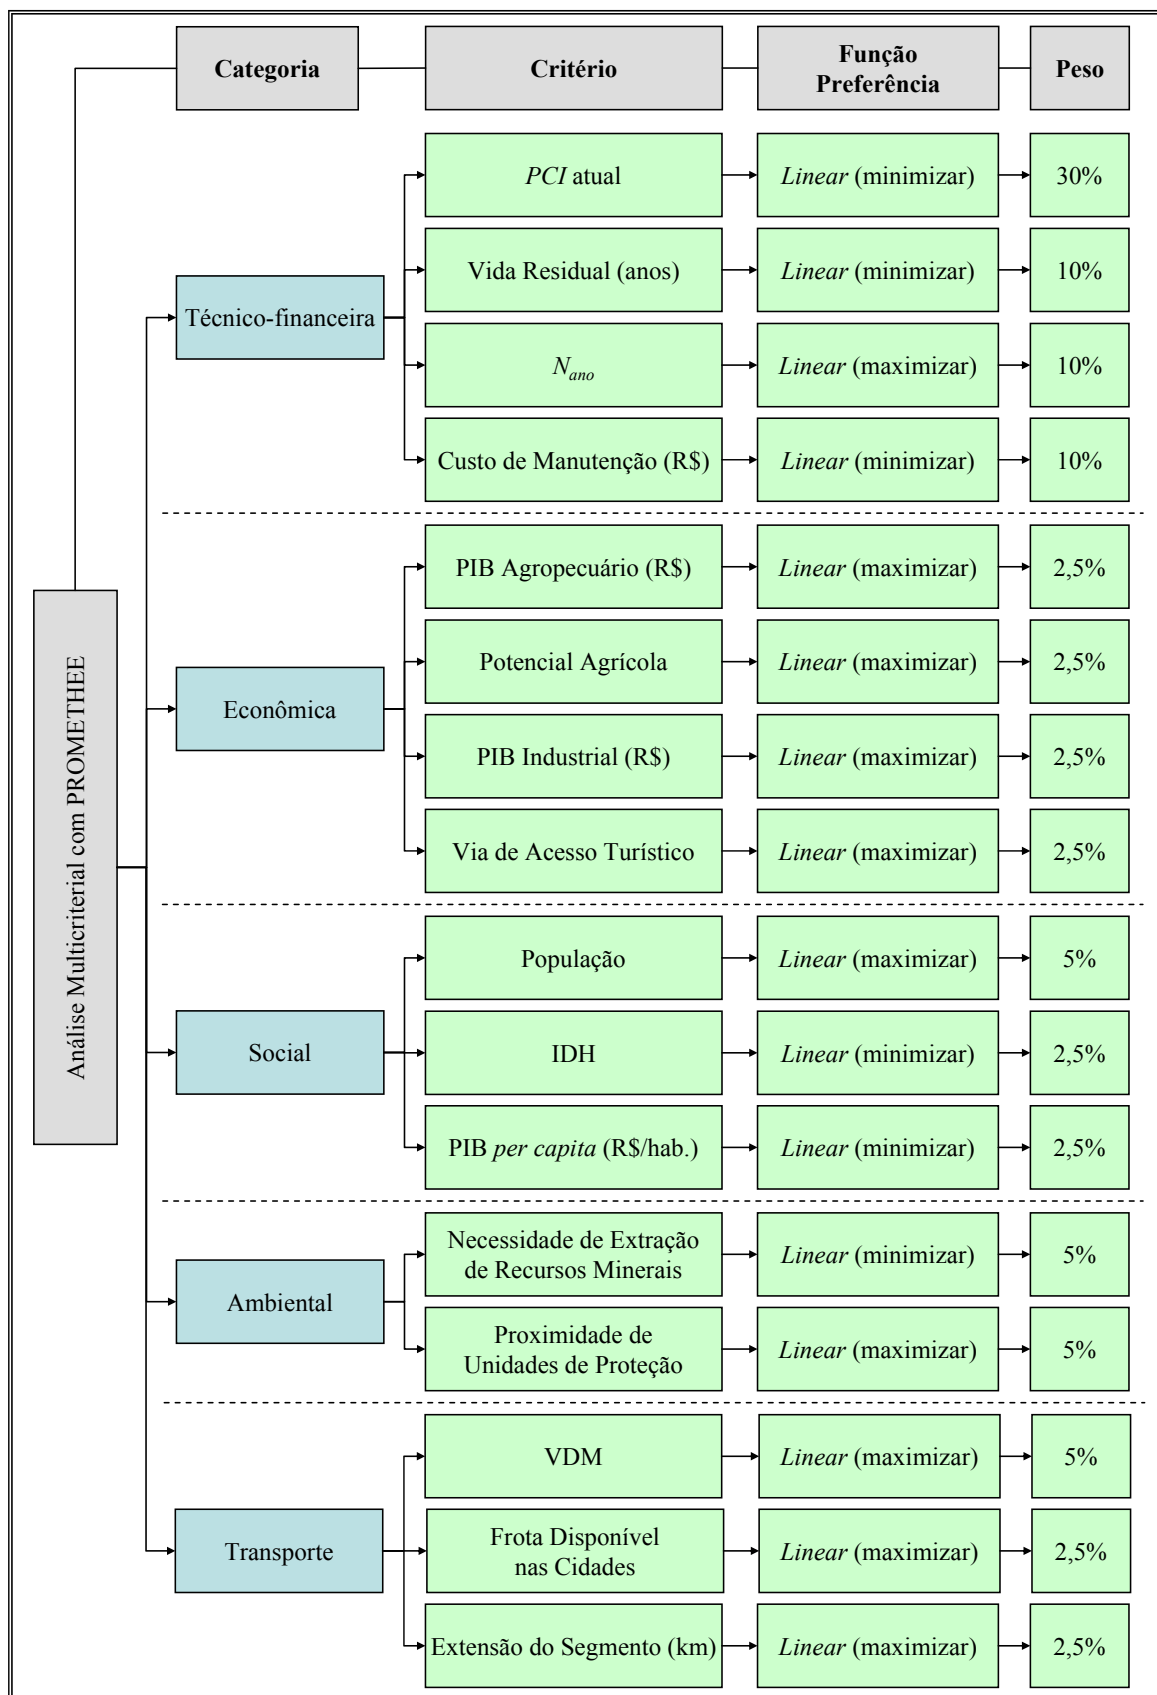 Categoria
Critério
Função
Preferência
Peso
Análise Multicriterial com PROMETHEE
Técnico-financeira
PCI atual
Linear (minimizar)
30%
Vida Residual (anos)
Linear (minimizar)
10%
N_ano
Linear (maximizar)
10%
Custo de Manutenção (R$)
Linear (minimizar)
10%
Econômica
PIB Agropecuário (R$)
Linear (maximizar)
2,5%
Potencial Agrícola
Linear (maximizar)
2,5%
PIB Industrial (R$)
Linear (maximizar)
2,5%
Via de Acesso Turístico
Linear (maximizar)
2,5%
Social
População
Linear (maximizar)
5%
IDH
Linear (minimizar)
2,5%
PIB per capita (R$/hab.)
Linear (minimizar)
2,5%
Ambiental
Necessidade de Extração
de Recursos Minerais
Linear (minimizar)
5%
Proximidade de
Unidades de Proteção
Linear (maximizar)
5%
Transporte
VDM
Linear (maximizar)
5%
Frota Disponível
nas Cidades
Linear (maximizar)
2,5%
Extensão do Segmento (km)
Linear (maximizar)
2,5%